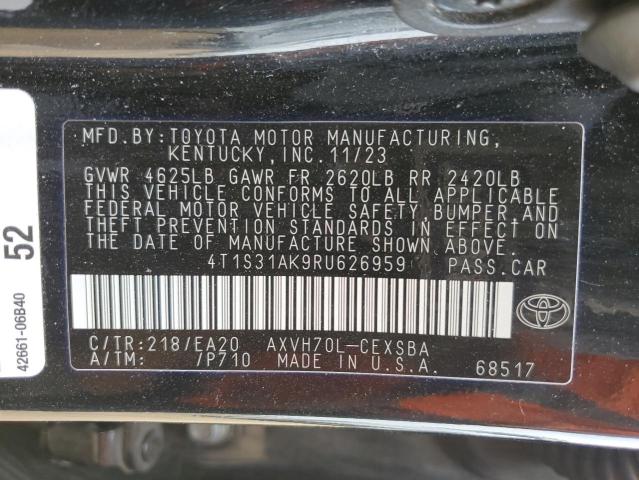 MFD.BY:TOYOTA MOTOR MANUFACTURING,
KENTUCKY,INC.11/23
GVWR 4625LB GAWR FR 2620LB RR 2420LB
THIS VEHICLE CONFORMS TO ALL APPLICABLE
FEDERAL MOTOR VEHICLE SAFETY,BUMPER,AND
THEFT PREVENTION STANDARDS IN EFFECT ON
THE DATE OF MANUFACTURE SHOWN ABOVE.
4T1S31AK9RU626959 PASS.CAR
C/TR:218/EA20 AXVH70L-CEXSBA
A/TM: /P710 MADE IN U.S.A. 68517
52
42661-06B40